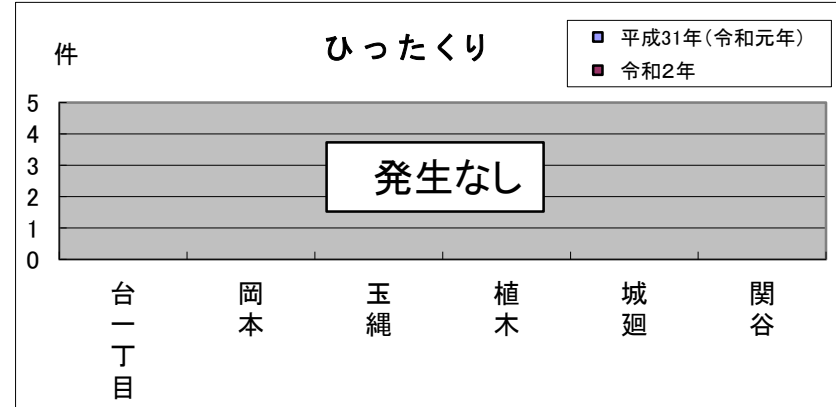 ひったくり
件
平成31年(令和元年)
令和2年
5
4
3
2
1
0
発生なし
台一丁目
岡本
玉縄
植木
城廻
関谷